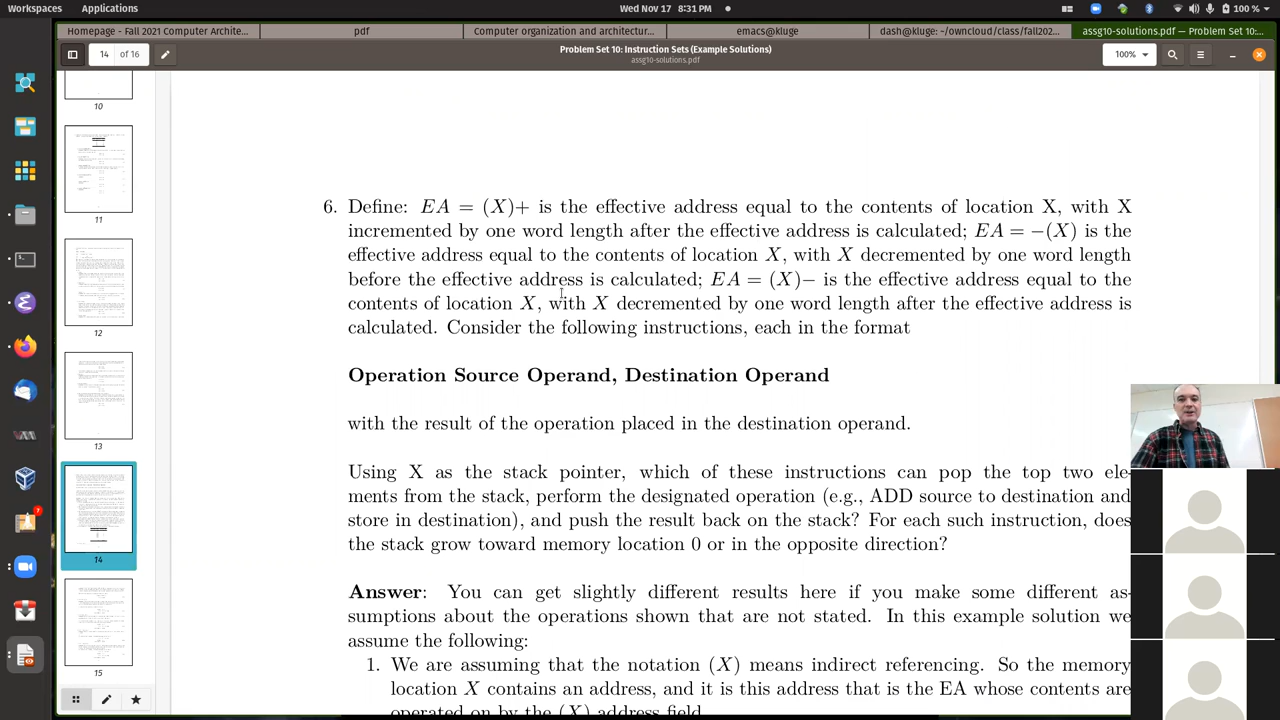 Workspaces Applications Wed Nov 17 8:31 PM 100 %
Homepage - Fall 2021 Computer Archite... pdf Computer organization and architectur... emacs@kluge dash@kluge: ~/owncloud/class/fall202... assg10-solutions.pdf — Problem Set 10:...
14 of 16 Problem Set 10: Instruction Sets (Example Solutions) 100%
assg10-solutions.pdf
10
11
12
13
14
15
7
6. Define: EA = (X)+ is the effective address equal to the contents of location X, with X
incremented by one word length after the effective address is calculated; EA = −(X) is the
effective address equal to the contents of location X, with X decremented by one word length
before the effective address is calculated; EA = (X)− is the effective address equal to the
contents of location X, with X decremented by one word length after the effective address is
calculated. Consider the following instructions, each in the format
Operation Source Operand, Destination Operand
with the result of the operation placed in the destination operand.
Using X as the stack pointer, which of these instructions can pop the top two ele-
ments from the stack, perform the designated operation (e.g., ADD source to destination and
store in destination), and push the result back on the stack? For each such instruction, does
the stack grow toward memory location 0 or in the opposite direction?
Answer: You can get slightly different results here if you make some different as-
sumptions about the operations shown that are not stated. In this example solution we
assume the following:
1. We are assuming that the notation (X) means indirect referencing. So the memory
location X contains an address, and it is this address that is the EA whose contents are
operated on by the (X) address field.